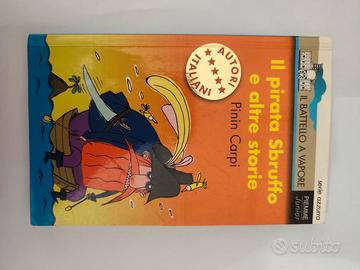 Il pirata Sbruffo
e altre storie
Pinin Carpi
AUTORI
ITALIANI
IL BATTELLO A VAPORE
PIEMME
Junior
serie azzurra
subito